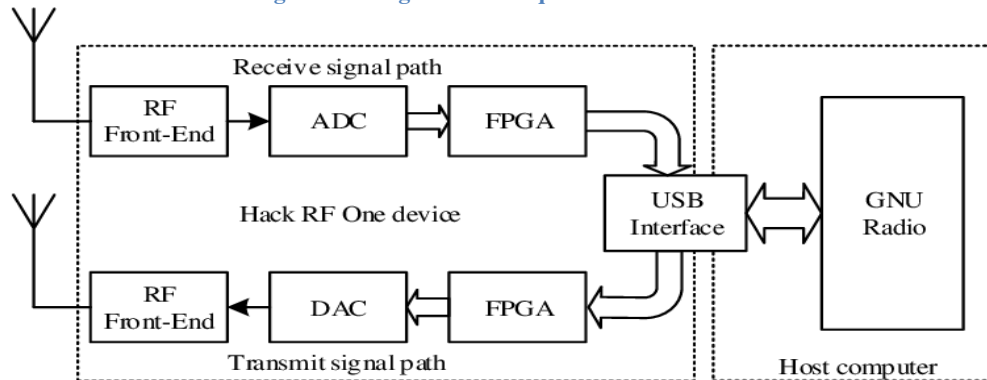 Receive signal path
RF
Front-End
ADC
FPGA
USB
Interface
GNU
Radio
Hack RF One device
RF
Front-End
DAC
FPGA
Transmit signal path
Host computer